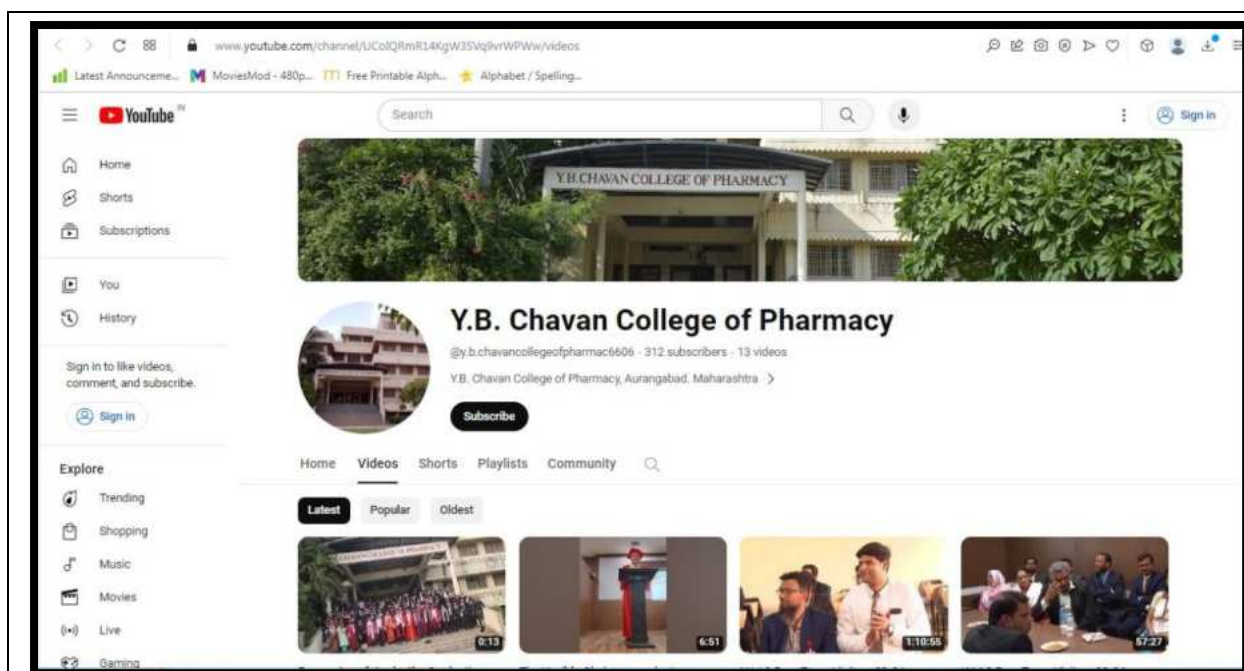 88 www.youtube.com/channel/UCoIQRmR14KgW3SVq9vrWPWw/videos
Latest Announceme... MoviesMod - 480p... Free Printable Alph... Alphabet / Spelling...
YouTube IN Search Sign in
Home
Shorts
Subscriptions
You
History
Sign in to like videos,
comment, and subscribe.
Sign in
Explore
Trending
Shopping
Music
Movies
Live
Gaming
Y.B.CHAVAN COLLEGE OF PHARMACY
Y.B. Chavan College of Pharmacy
@y.b.chavancollegeofpharmac6606 · 312 subscribers · 13 videos
Y.B. Chavan College of Pharmacy, Aurangabad, Maharashtra >
Subscribe
Home Videos Shorts Playlists Community
Latest Popular Oldest
0:13 6:51 1:10:55 57:27